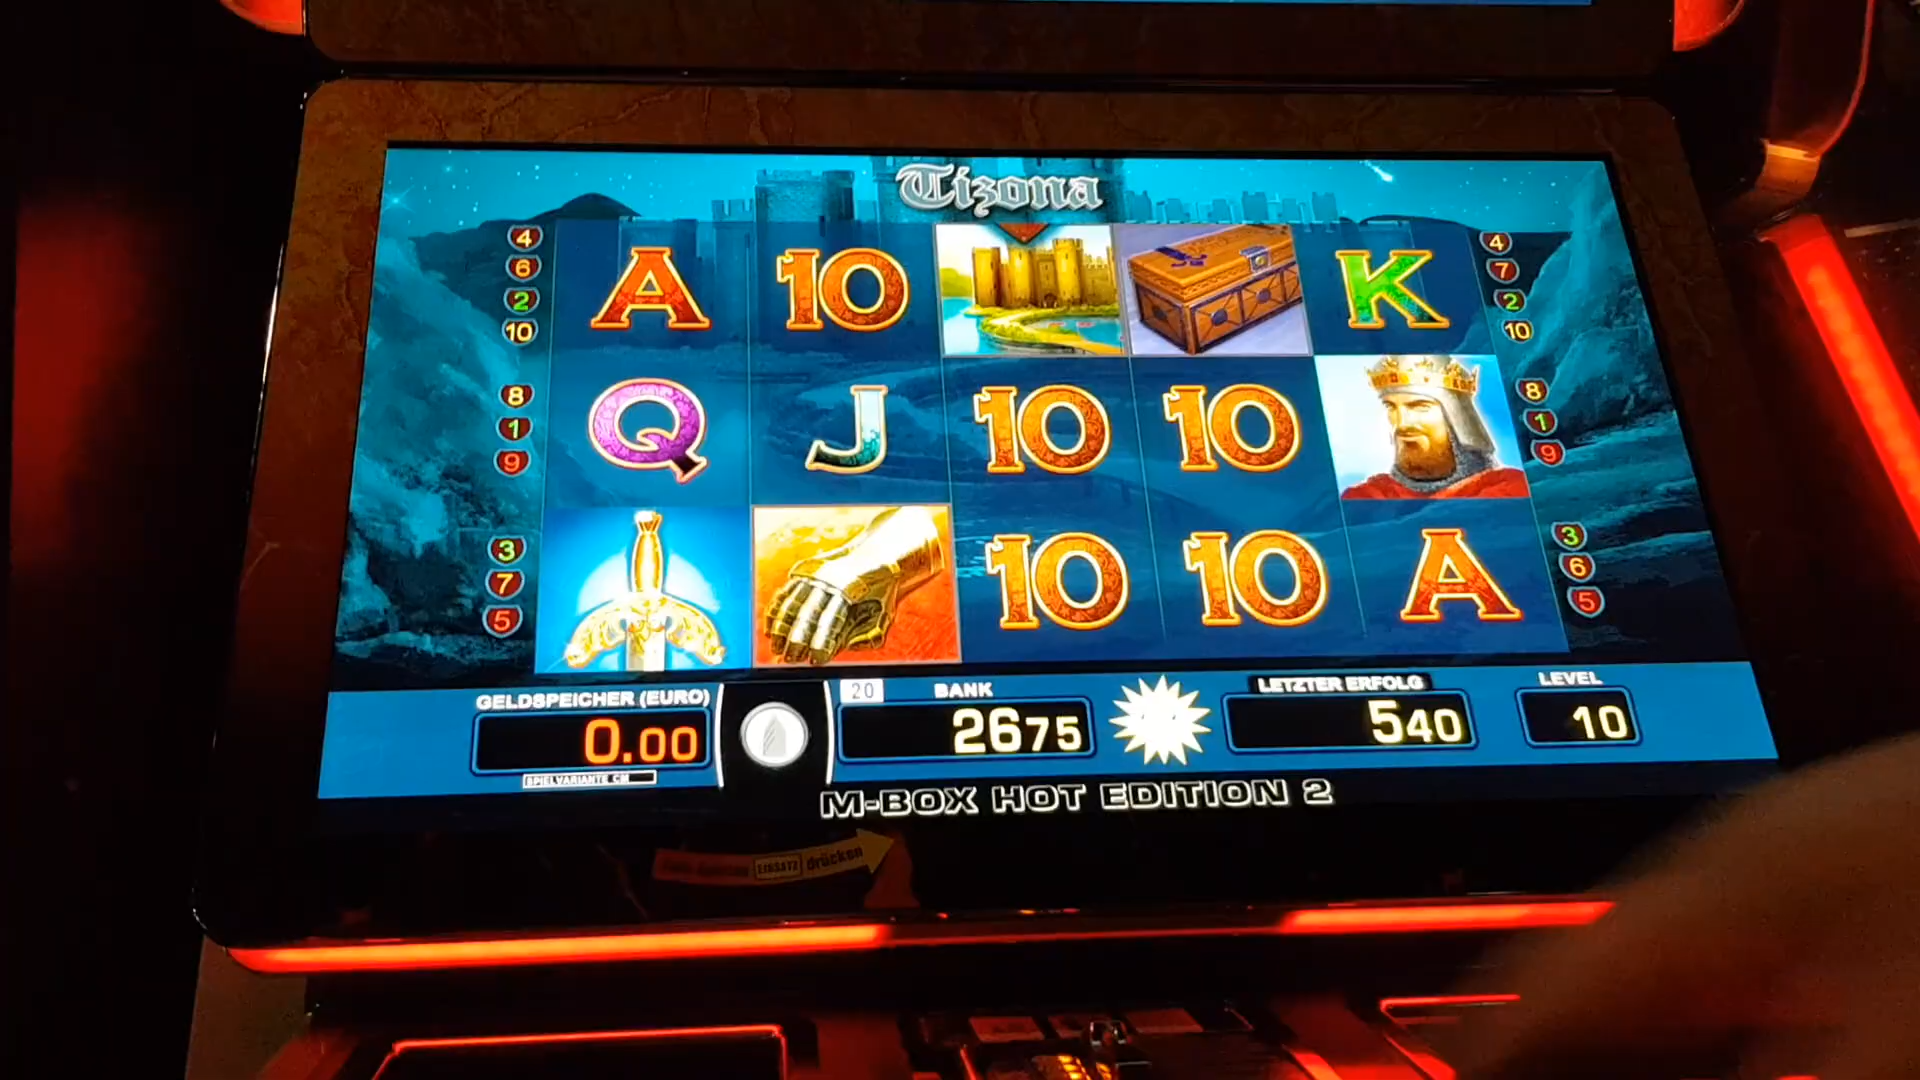 Tizona
4 A 10 K 4
6 7
2 2
10 10
8 Q J 10 10 8
1 1
9 9
3 10 10 A 3
7 6
5 5
GELDSPEICHER (EURO) 20 BANK LETZTER ERFOLG LEVEL
0.00 2675 540 10
SPIELVARIANTE CM
M-BOX HOT EDITION 2
EINSATZ drücken